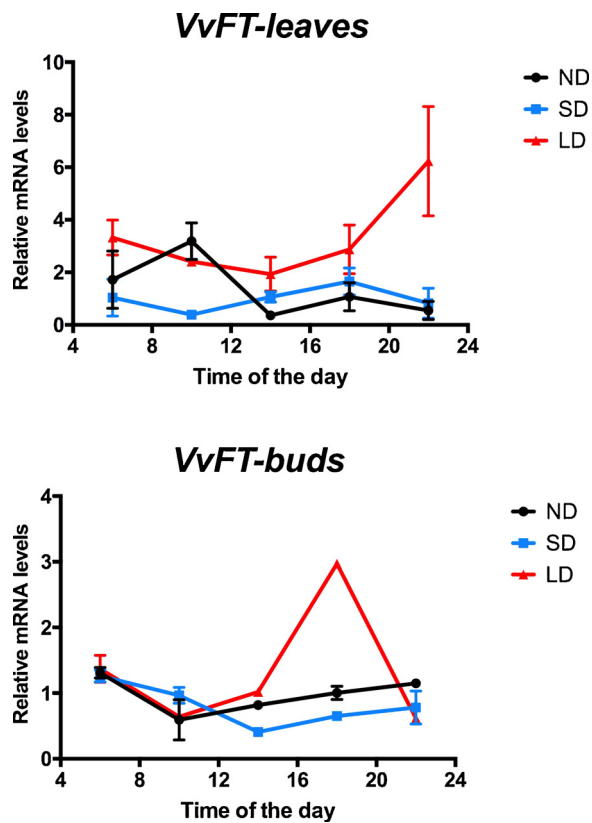 VvFT-leaves
Relative mRNA levels
10
8
6
4
2
0
4 8 12 16 20 24
Time of the day
ND
SD
LD
VvFT-buds
Relative mRNA levels
4
3
2
1
0
4 8 12 16 20 24
Time of the day
ND
SD
LD